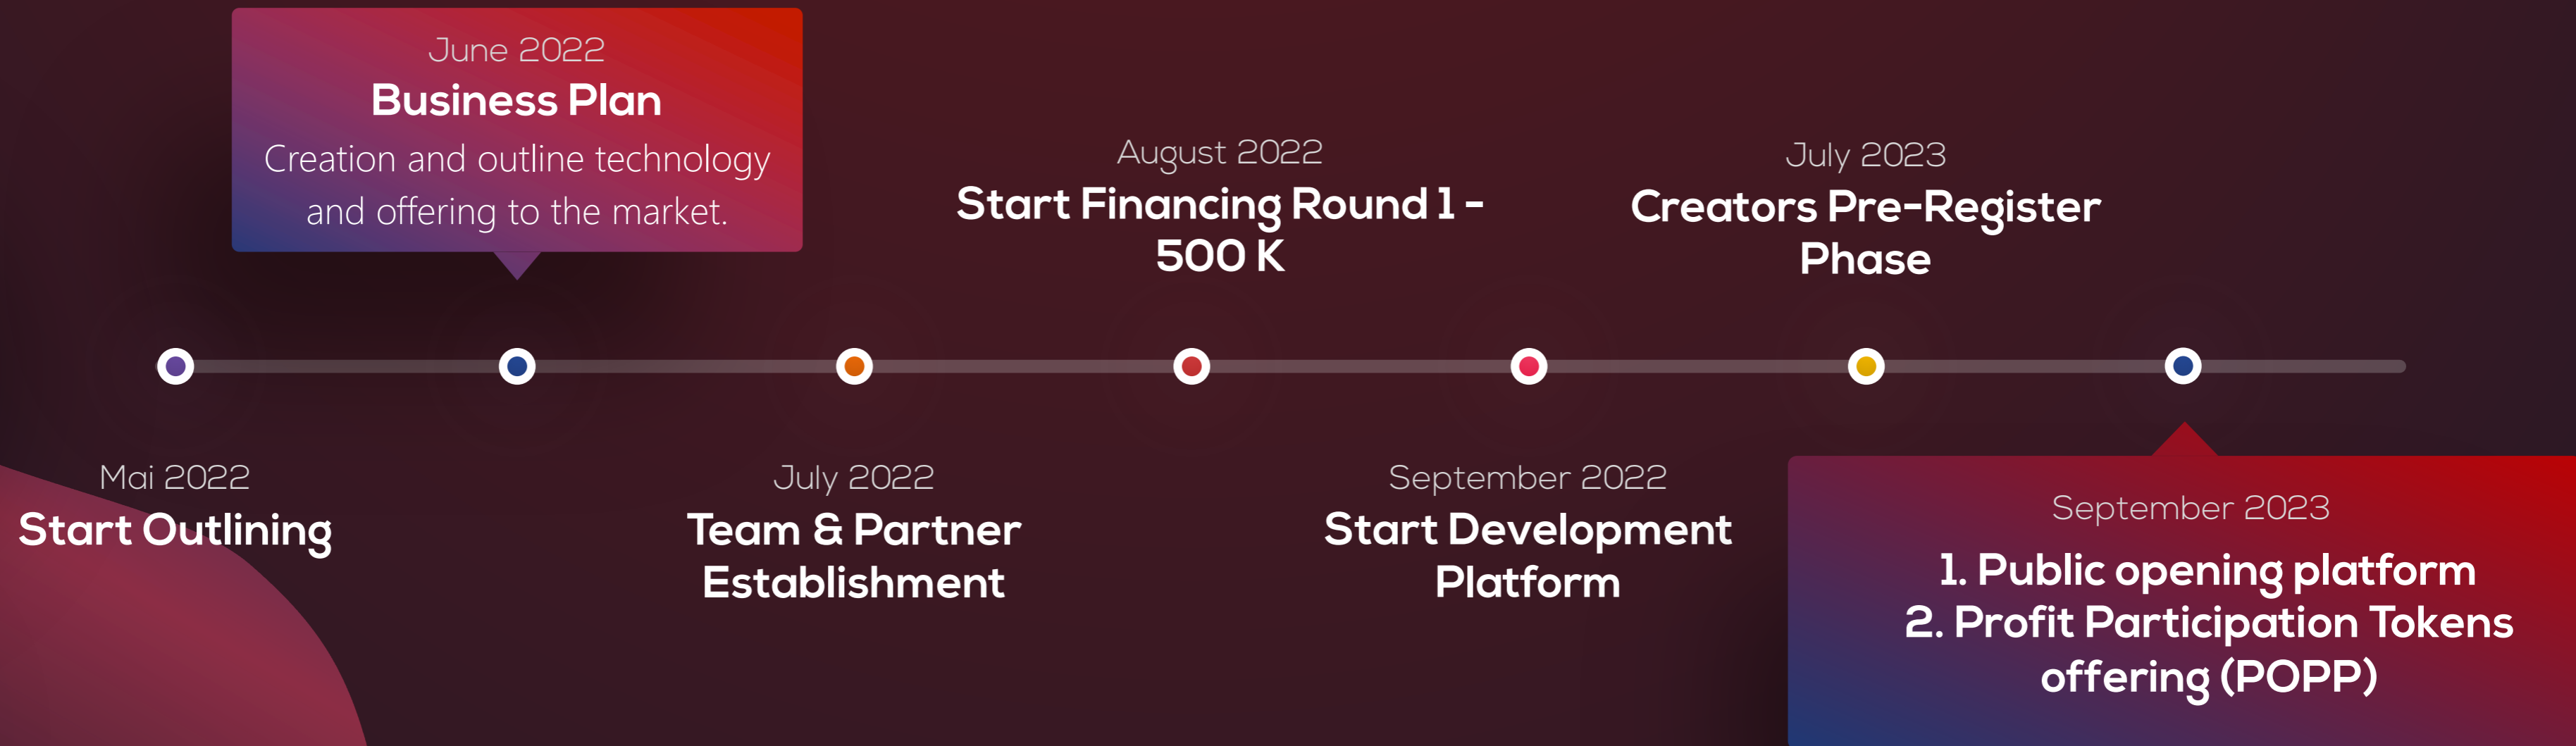 June 2022
Business Plan
Creation and outline technology
and offering to the market.
August 2022
Start Financing Round 1 -
500 K
July 2023
Creators Pre-Register
Phase
Mai 2022
Start Outlining
July 2022
Team & Partner
Establishment
September 2022
Start Development
Platform
September 2023
1. Public opening platform
2. Profit Participation Tokens
offering (POPP)